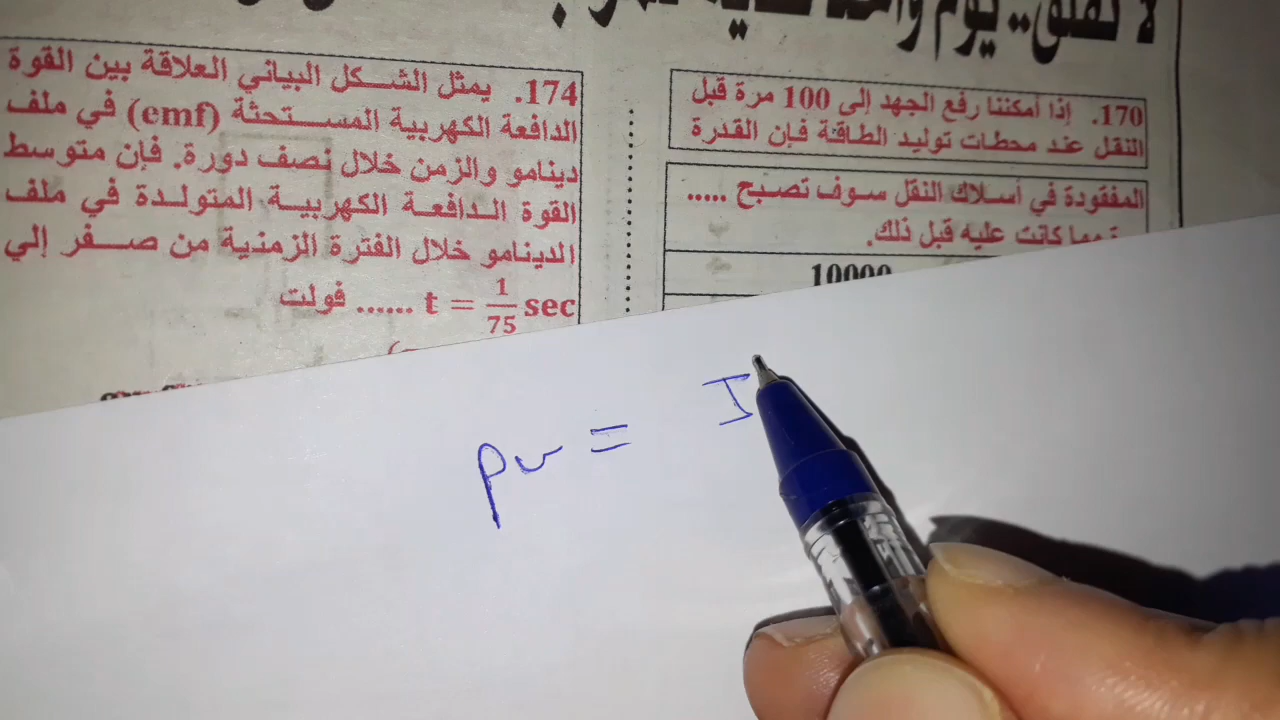 لا تقلق.. يوم
170. إذا أمكننا رفع الجهد إلى 100 مرة قبل
النقل عند محطات توليد الطاقة فإن القدرة
المفقودة في أسلاك النقل سوف تصبح .....
مما كانت عليه قبل ذلك.
10000
174. يمثل الشكل البياني العلاقة بين القوة
الدافعة الكهربية المستحثة (emf) في ملف
دينامو والزمن خلال نصف دورة. فإن متوسط
القوة الدافعة الكهربية المتولدة في ملف
الدينامو خلال الفترة الزمنية من صفر إلي
t = 1/75 sec ...... فولت
Pw = I